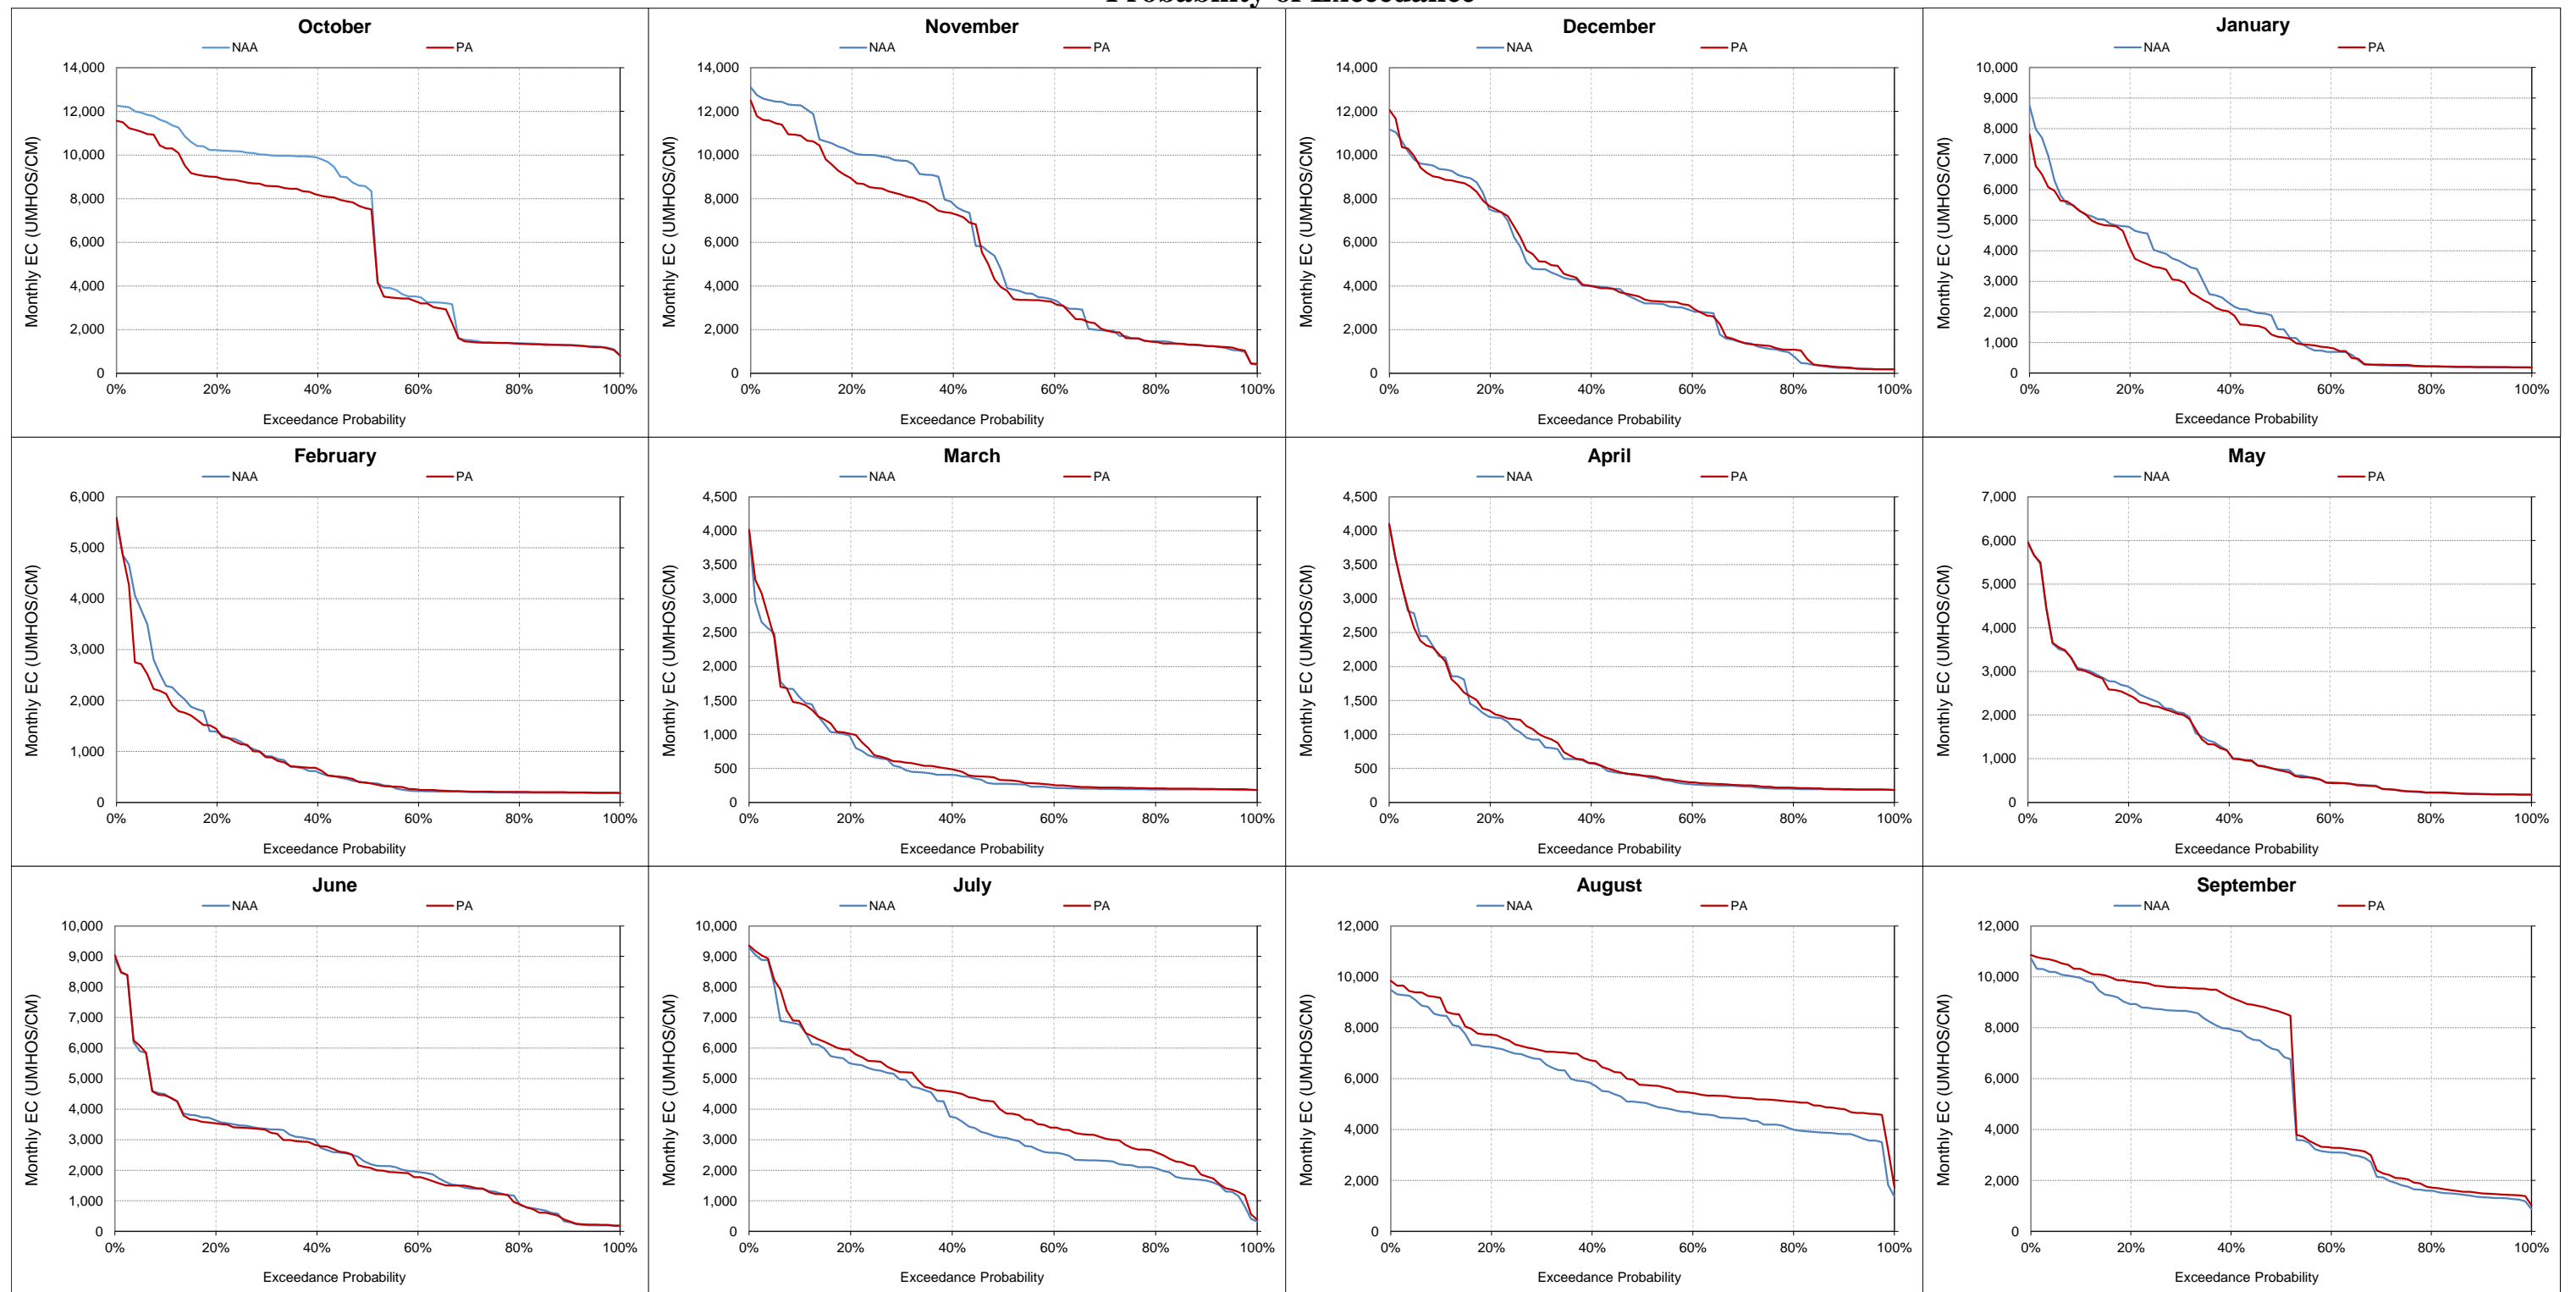 Probability of Exceedance
October
NAA PA
14,000
12,000
10,000
8,000
6,000
4,000
2,000
0
Monthly EC (UMHOS/CM)
0% 20% 40% 60% 80% 100%
Exceedance Probability
November
NAA PA
14,000
12,000
10,000
8,000
6,000
4,000
2,000
0
Monthly EC (UMHOS/CM)
0% 20% 40% 60% 80% 100%
Exceedance Probability
December
NAA PA
14,000
12,000
10,000
8,000
6,000
4,000
2,000
0
Monthly EC (UMHOS/CM)
0% 20% 40% 60% 80% 100%
Exceedance Probability
January
NAA PA
10,000
9,000
8,000
7,000
6,000
5,000
4,000
3,000
2,000
1,000
0
Monthly EC (UMHOS/CM)
0% 20% 40% 60% 80% 100%
Exceedance Probability
February
NAA PA
6,000
5,000
4,000
3,000
2,000
1,000
0
Monthly EC (UMHOS/CM)
0% 20% 40% 60% 80% 100%
Exceedance Probability
March
NAA PA
4,500
4,000
3,500
3,000
2,500
2,000
1,500
1,000
500
0
Monthly EC (UMHOS/CM)
0% 20% 40% 60% 80% 100%
Exceedance Probability
April
NAA PA
4,500
4,000
3,500
3,000
2,500
2,000
1,500
1,000
500
0
Monthly EC (UMHOS/CM)
0% 20% 40% 60% 80% 100%
Exceedance Probability
May
NAA PA
7,000
6,000
5,000
4,000
3,000
2,000
1,000
0
Monthly EC (UMHOS/CM)
0% 20% 40% 60% 80% 100%
Exceedance Probability
June
NAA PA
10,000
9,000
8,000
7,000
6,000
5,000
4,000
3,000
2,000
1,000
0
Monthly EC (UMHOS/CM)
0% 20% 40% 60% 80% 100%
Exceedance Probability
July
NAA PA
10,000
9,000
8,000
7,000
6,000
5,000
4,000
3,000
2,000
1,000
0
Monthly EC (UMHOS/CM)
0% 20% 40% 60% 80% 100%
Exceedance Probability
August
NAA PA
12,000
10,000
8,000
6,000
4,000
2,000
0
Monthly EC (UMHOS/CM)
0% 20% 40% 60% 80% 100%
Exceedance Probability
September
NAA PA
12,000
10,000
8,000
6,000
4,000
2,000
0
Monthly EC (UMHOS/CM)
0% 20% 40% 60% 80% 100%
Exceedance Probability